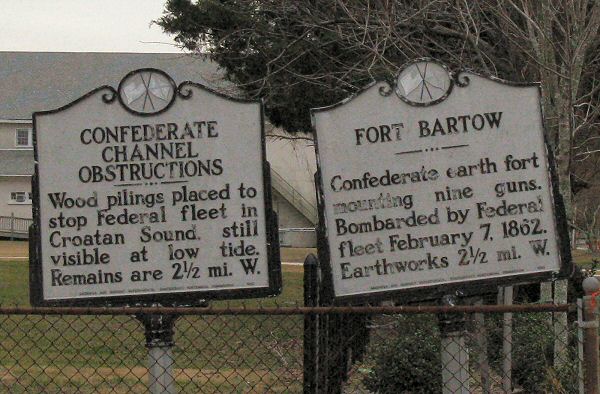 CONFEDERATE
CHANNEL
OBSTRUCTIONS
Wood pilings placed to
stop Federal fleet in
Croatan Sound, still
visible at low tide.
Remains are 2½ mi. W.
FORT BARTOW
Confederate earth fort
mounting nine guns.
Bombarded by Federal
fleet February 7, 1862.
Earthworks 2½ mi. W.